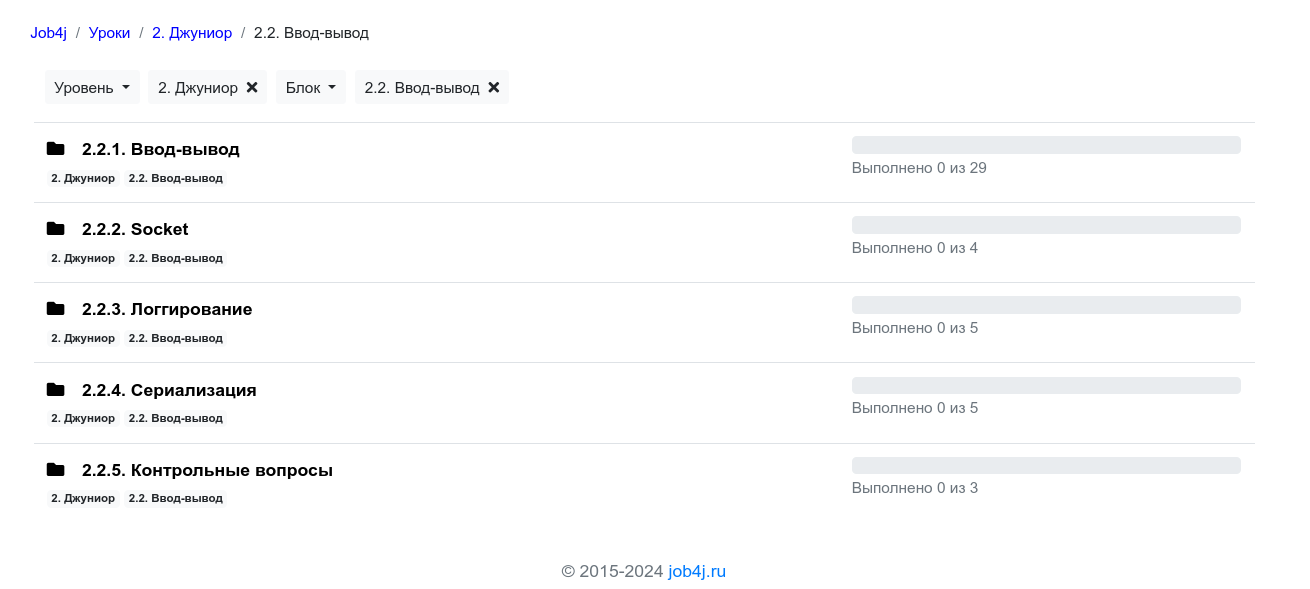 Job4j / Уроки / 2. Джуниор / 2.2. Ввод-вывод
Уровень 2. Джуниор Блок 2.2. Ввод-вывод
2.2.1. Ввод-вывод
Выполнено 0 из 29
2. Джуниор 2.2. Ввод-вывод
2.2.2. Socket
Выполнено 0 из 4
2. Джуниор 2.2. Ввод-вывод
2.2.3. Логгирование
Выполнено 0 из 5
2. Джуниор 2.2. Ввод-вывод
2.2.4. Сериализация
Выполнено 0 из 5
2. Джуниор 2.2. Ввод-вывод
2.2.5. Контрольные вопросы
Выполнено 0 из 3
2. Джуниор 2.2. Ввод-вывод
© 2015-2024 job4j.ru